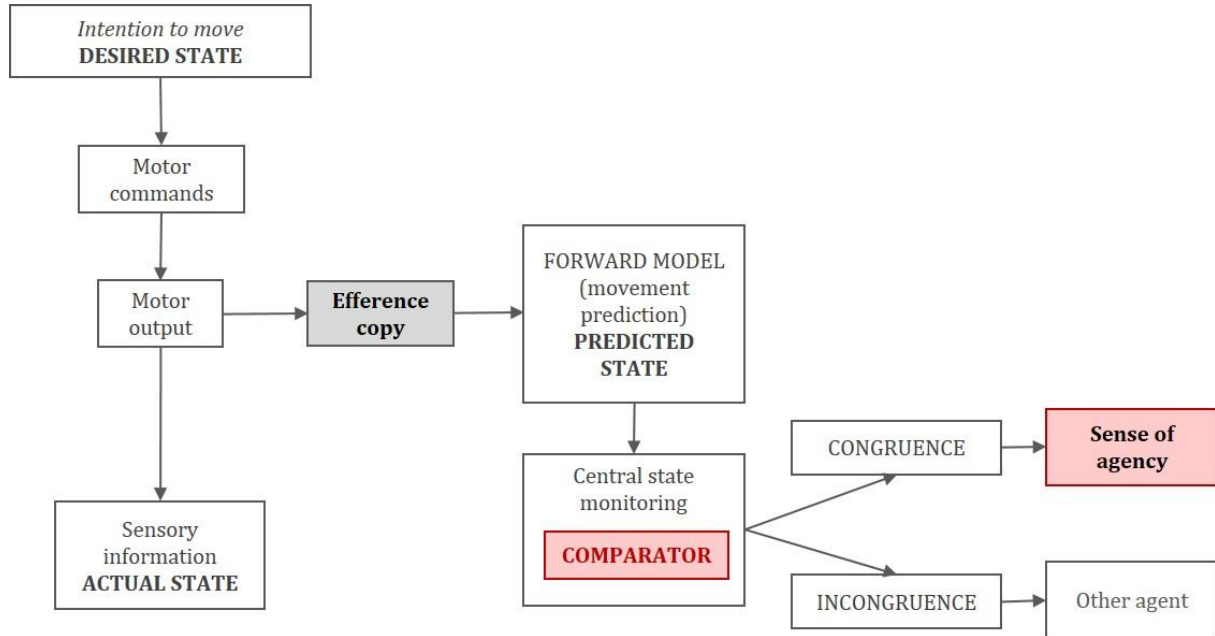 Intention to move
DESIRED STATE
Motor
commands
Motor
output
Efference
copy
FORWARD MODEL
(movement
prediction)
PREDICTED
STATE
Sensory
information
ACTUAL STATE
Central state
monitoring
COMPARATOR
CONGRUENCE
Sense of
agency
INCONGRUENCE
Other agent